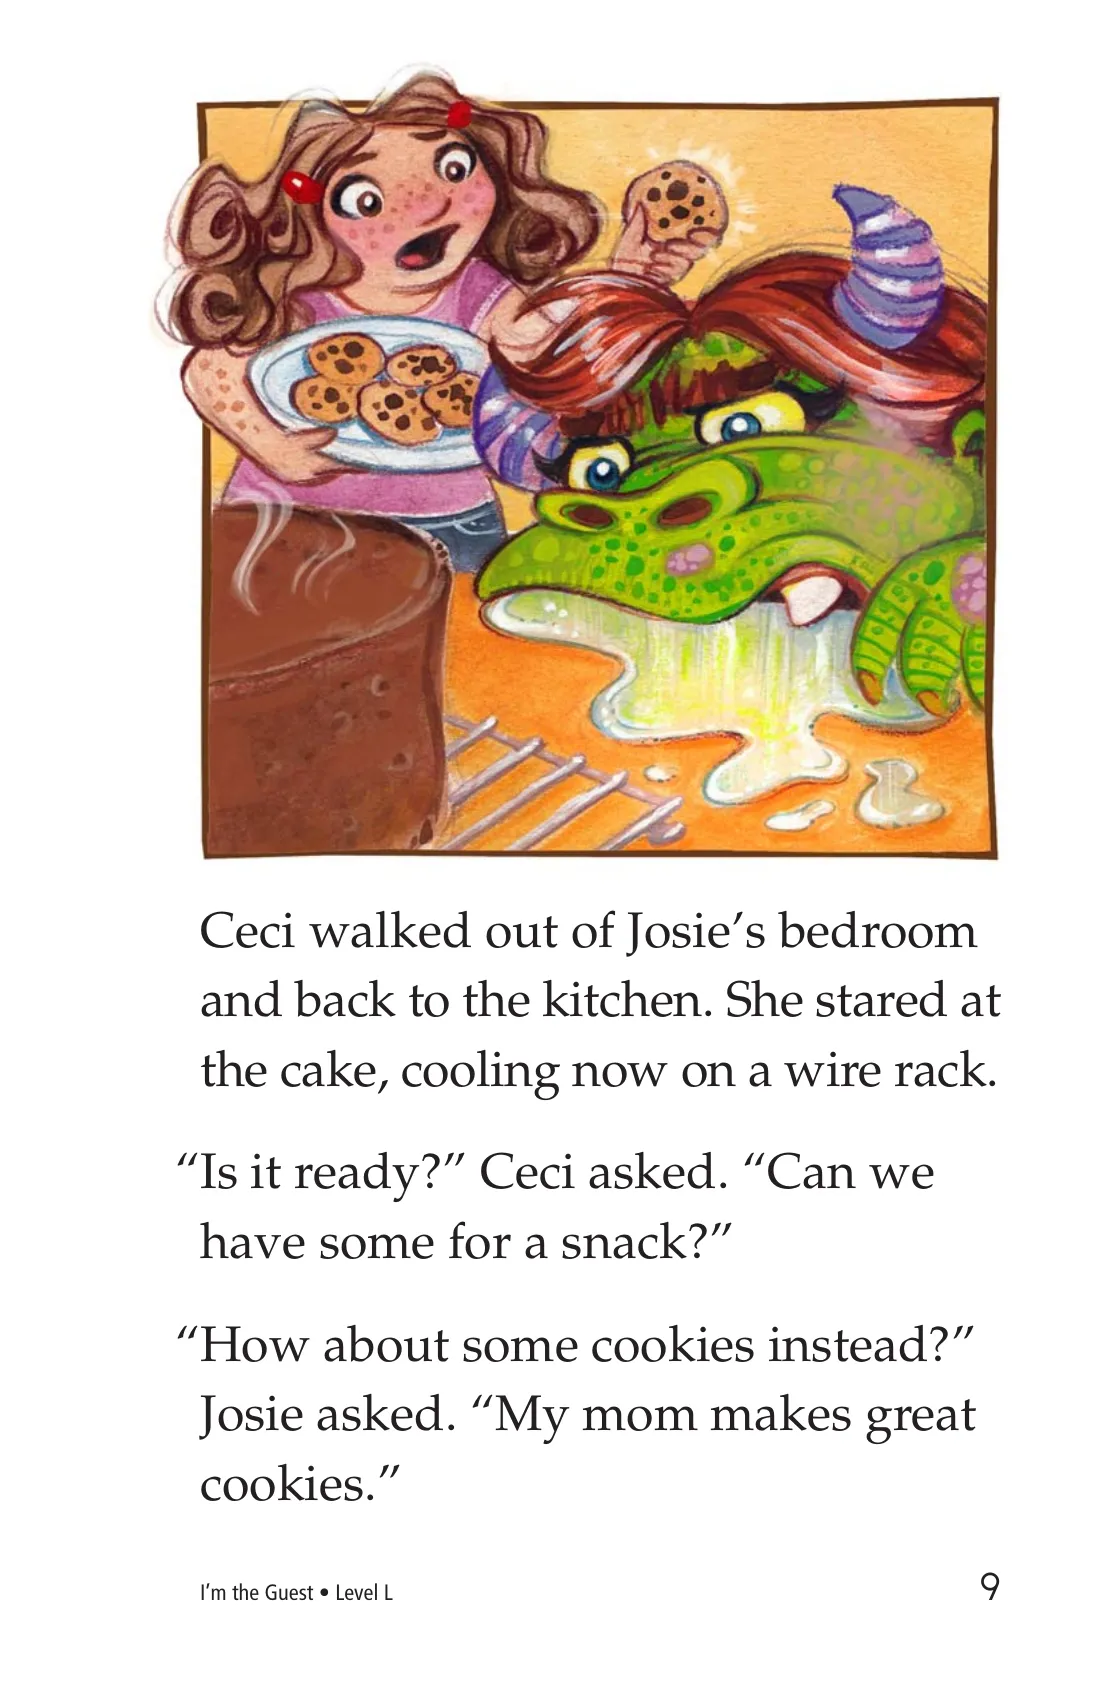 Ceci walked out of Josie’s bedroom
and back to the kitchen. She stared at
the cake, cooling now on a wire rack.
“Is it ready?” Ceci asked. “Can we
have some for a snack?”
“How about some cookies instead?”
Josie asked. “My mom makes great
cookies.”
I’m the Guest • Level L
9